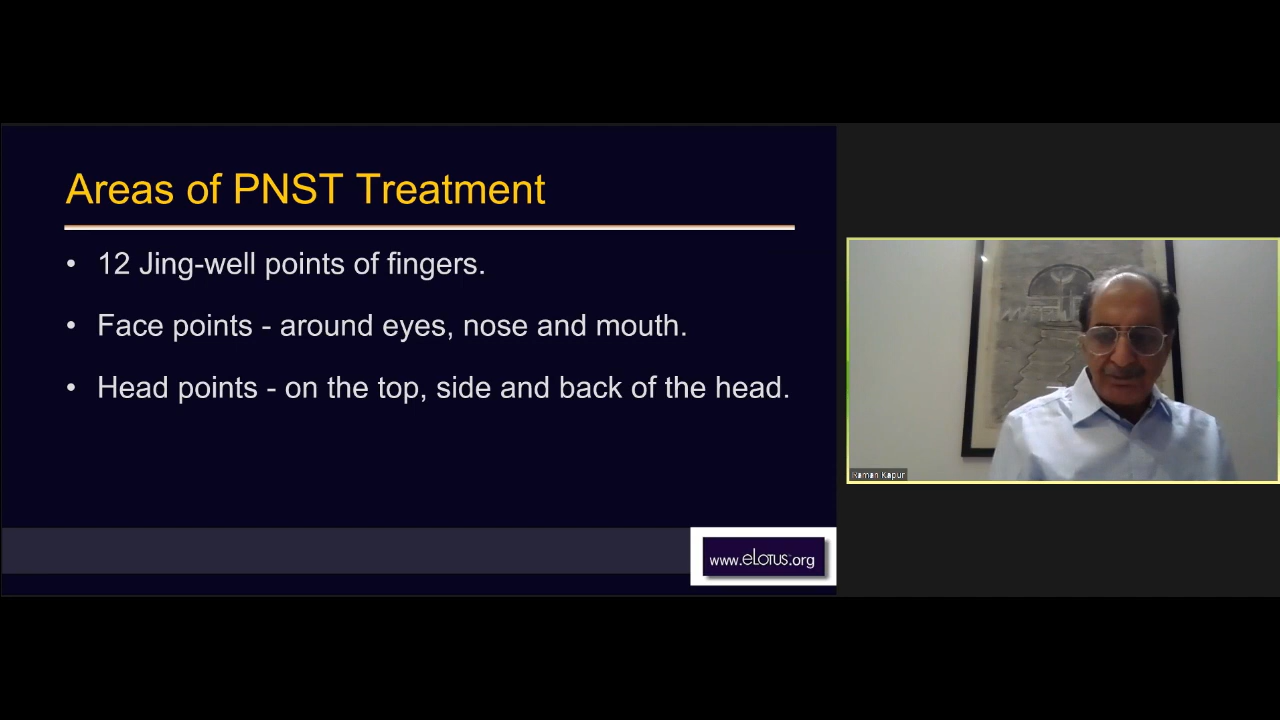 Areas of PNST Treatment
• 12 Jing-well points of fingers.
• Face points - around eyes, nose and mouth.
• Head points - on the top, side and back of the head.
www.eLOTUS.org
Raman Kapur